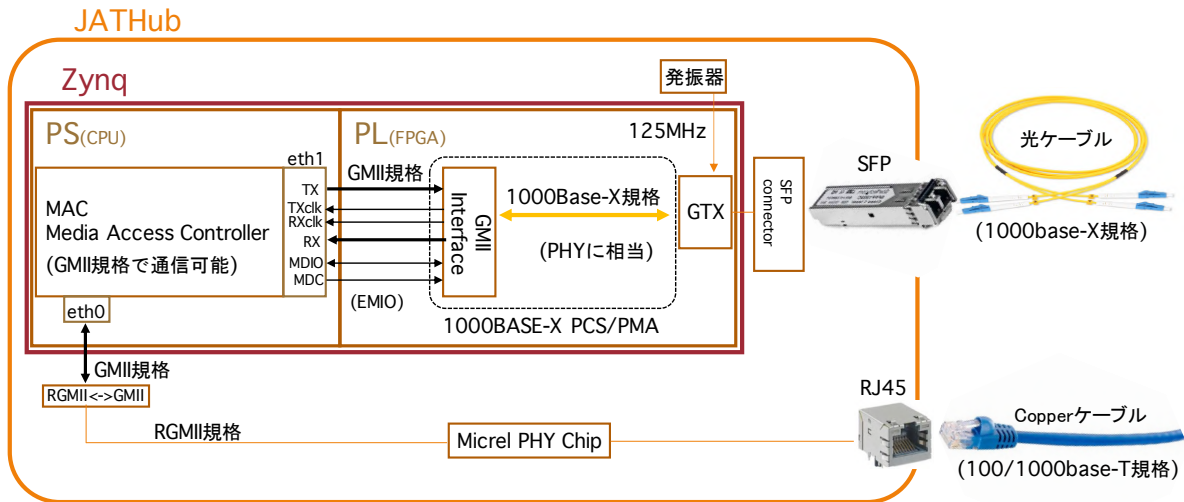 JATHub
Zynq
発振器
PS(CPU)
PL(FPGA)
125MHz
光ケーブル
eth1
GMII規格
SFP
TX
TXclk
RXclk
RX
MDIO
MDC
MAC
Media Access Controller
(GMII規格で通信可能)
GMII
Interface
1000Base-X規格
(PHYに相当)
GTX
SFP
connector
(1000base-X規格)
(EMIO)
1000BASE-X PCS/PMA
eth0
GMII規格
RGMII<->GMII
RGMII規格
Micrel PHY Chip
RJ45
Copperケーブル
(100/1000base-T規格)